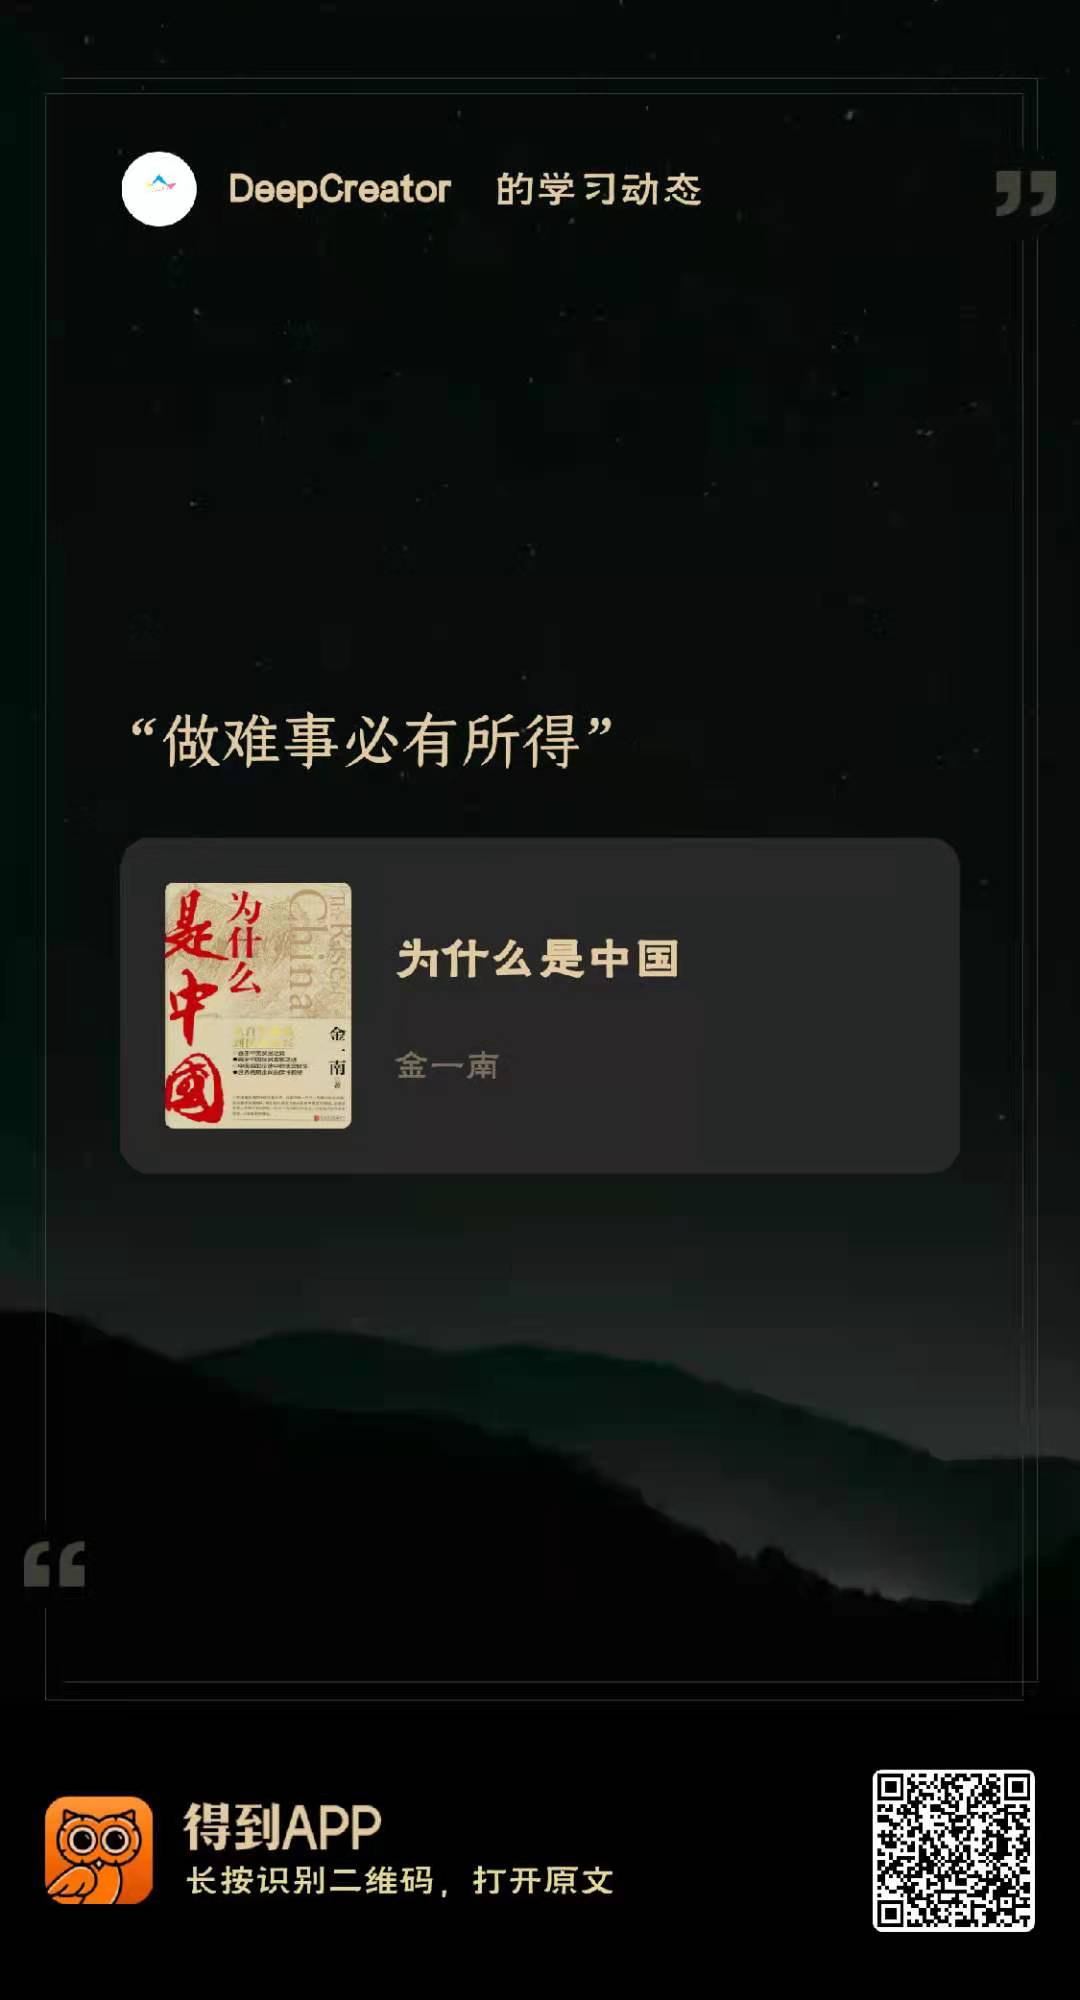 DeepCreator 的学习动态
“做难事必有所得”
为什么
是中國
The Rise
China
金一南
著
为什么是中国
金一南
得到APP
长按识别二维码，打开原文